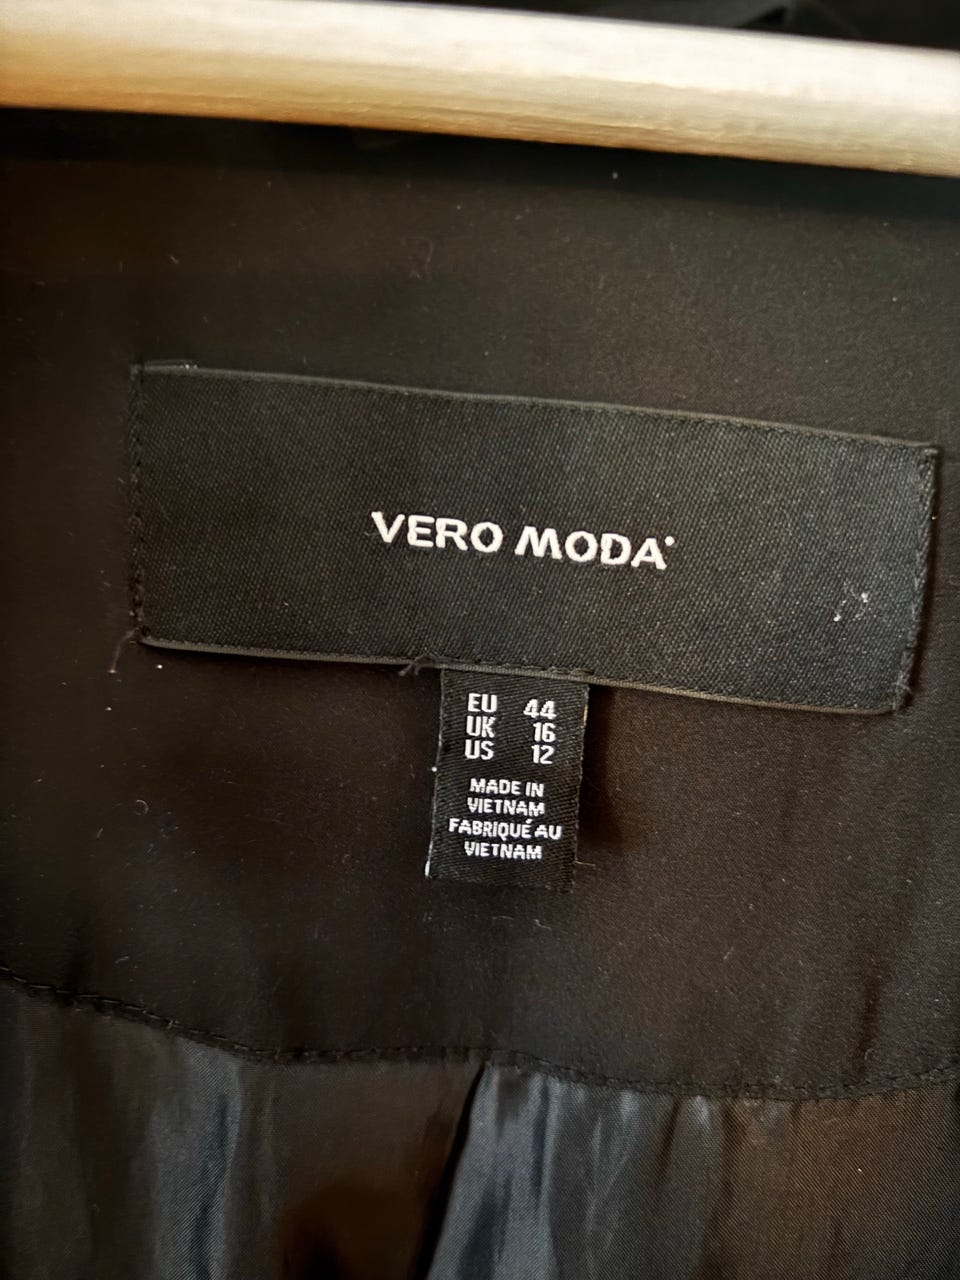 VERO MODA
EU 44
UK 16
US 12
MADE IN
VIETNAM
FABRIQUÉ AU
VIETNAM